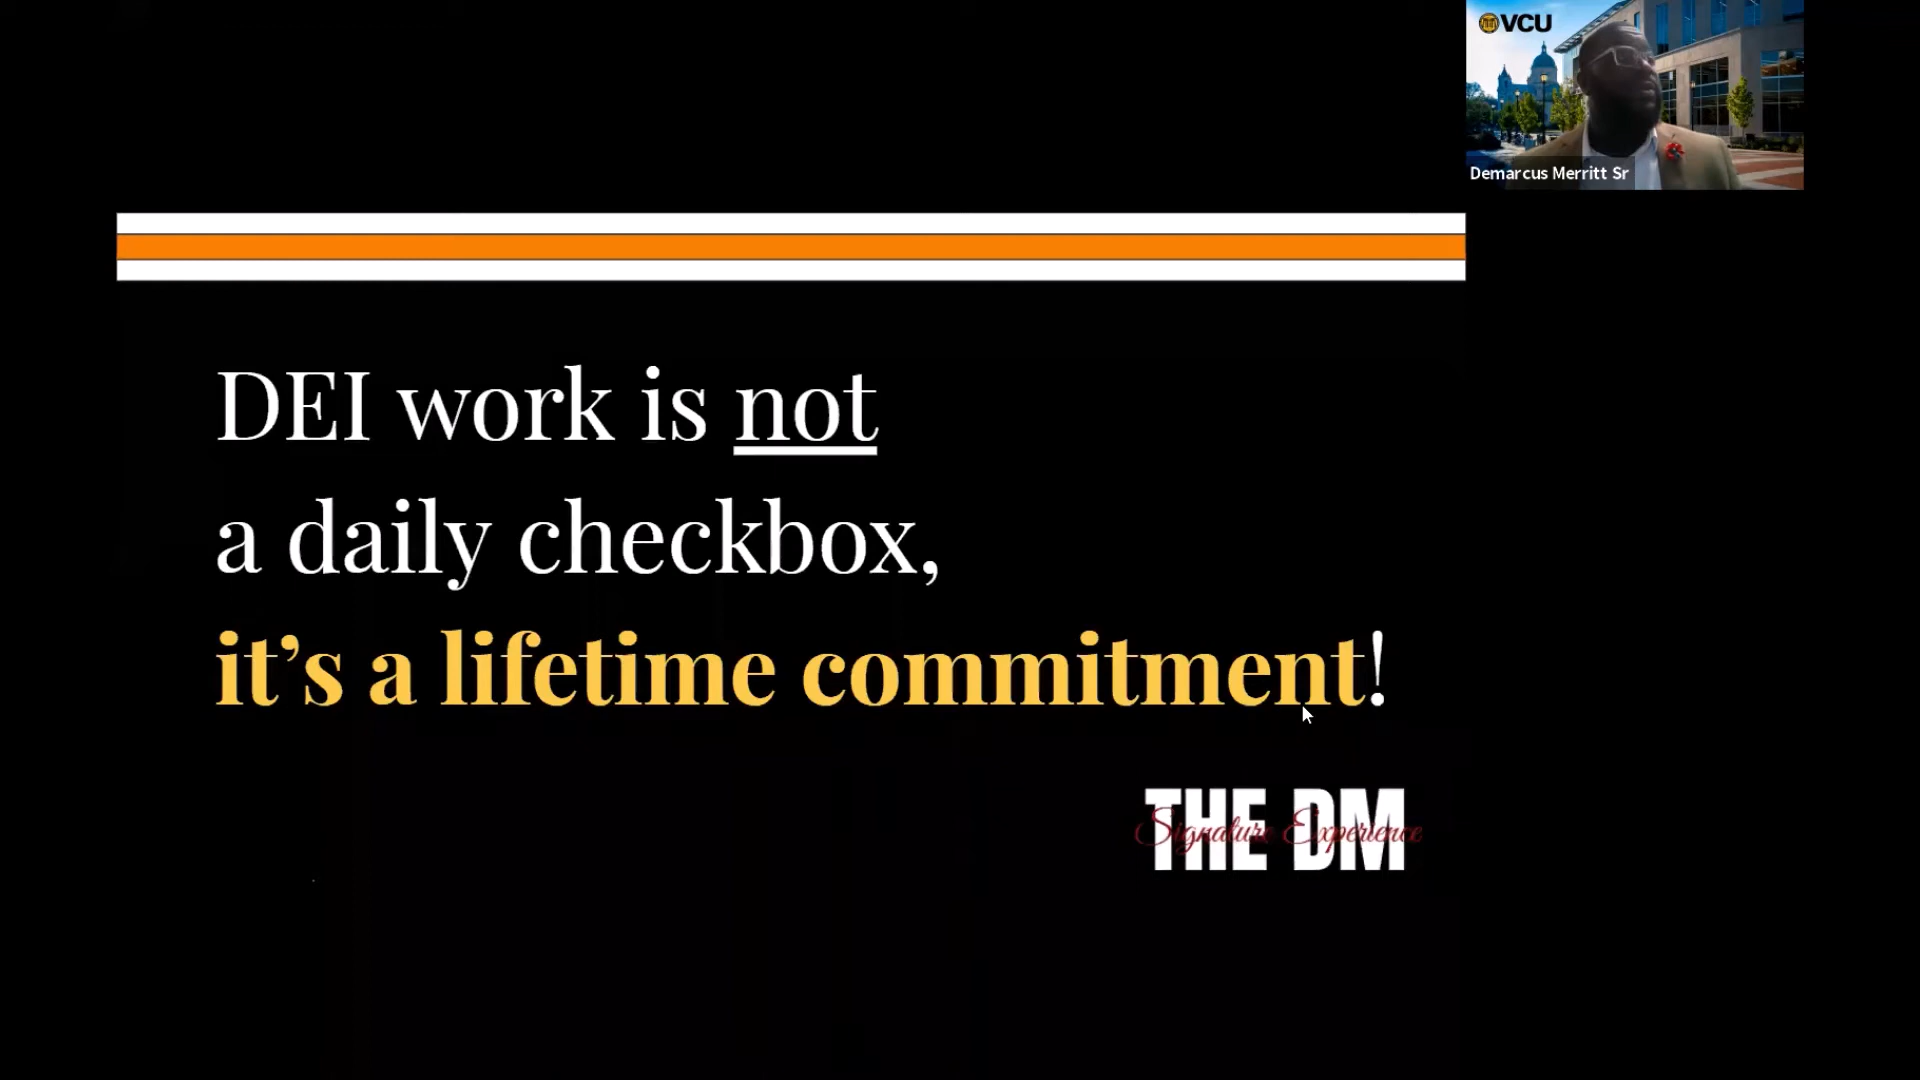 VCU
Demarcus Merritt Sr
DEI work is not
a daily checkbox,
it’s a lifetime commitment!
THE DM
Signature Experience